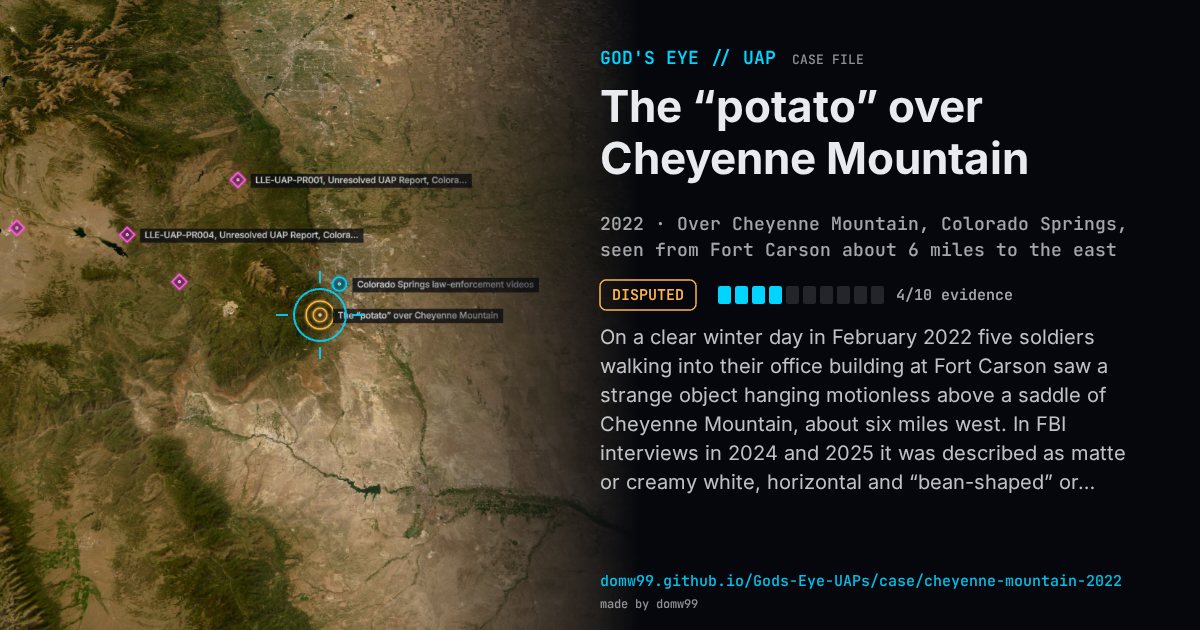 GOD'S EYE // UAP CASE FILE
The “potato” over
Cheyenne Mountain
2022 · Over Cheyenne Mountain, Colorado Springs,
seen from Fort Carson about 6 miles to the east
DISPUTED 4/10 evidence
On a clear winter day in February 2022 five soldiers
walking into their office building at Fort Carson saw a
strange object hanging motionless above a saddle of
Cheyenne Mountain, about six miles west. In FBI
interviews in 2024 and 2025 it was described as matte
or creamy white, horizontal and “bean-shaped” or…
domw99.github.io/Gods-Eye-UAPs/case/cheyenne-mountain-2022
made by domw99
LLE-UAP-PR001, Unresolved UAP Report, Colora...
LLE-UAP-PR004, Unresolved UAP Report, Colora...
Colorado Springs law-enforcement videos
The “potato” over Cheyenne Mountain